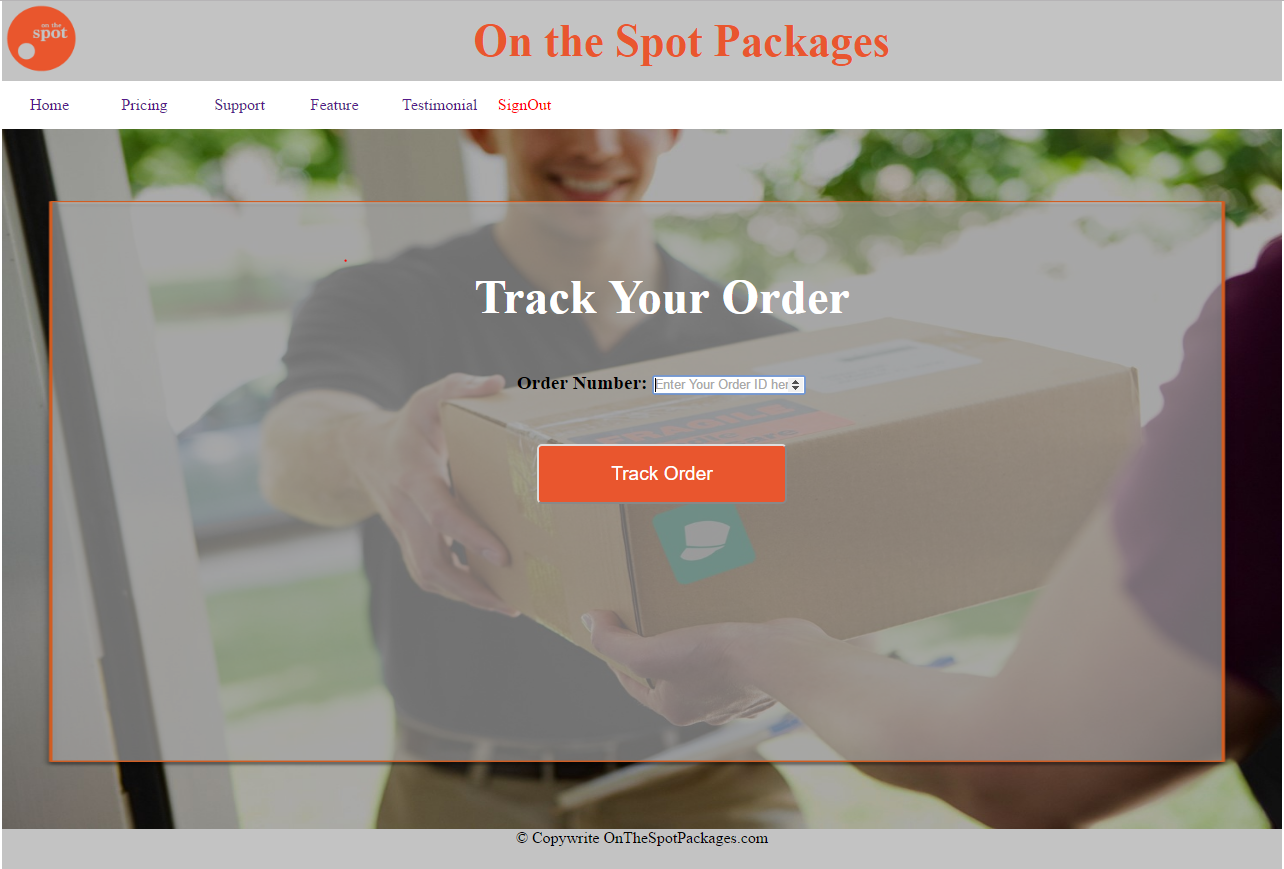 on the
spot
On the Spot Packages
Home Pricing Support Feature Testimonial SignOut
Track Your Order
Order Number: Enter Your Order ID her
FRAGILE
Track Order
© Copywrite OnTheSpotPackages.com